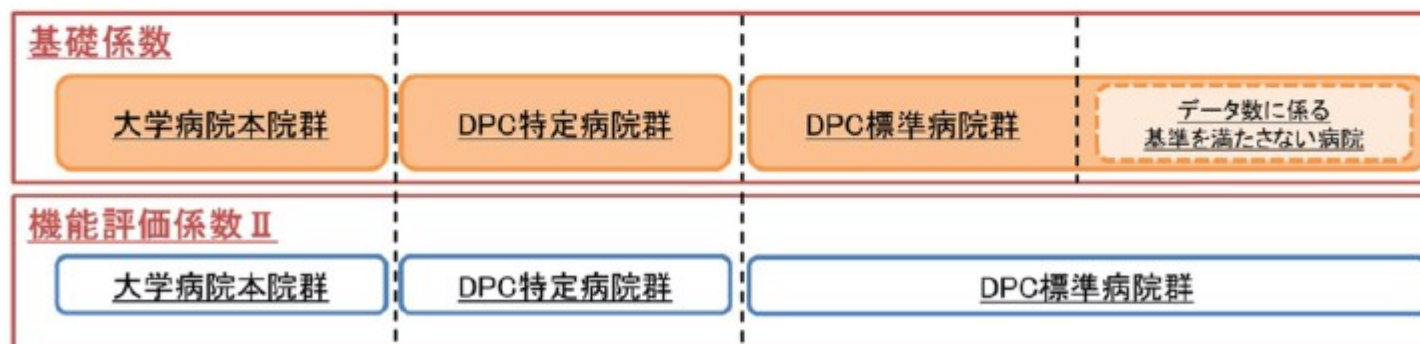 基礎係数
大学病院本院群
DPC特定病院群
DPC標準病院群
データ数に係る
基準を満たさない病院
機能評価係数Ⅱ
大学病院本院群
DPC特定病院群
DPC標準病院群